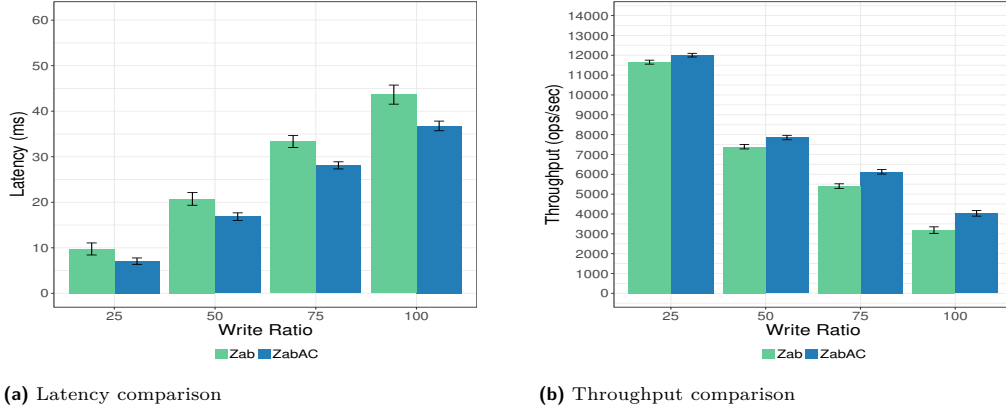 60
50
40
30
20
10
0
Latency (ms)
25 50 75 100
Write Ratio
Zab ZabAC
(a) Latency comparison
14000
13000
12000
11000
10000
9000
8000
7000
6000
5000
4000
3000
2000
1000
0
Throughput (ops/sec)
25 50 75 100
Write Ratio
Zab ZabAC
(b) Throughput comparison